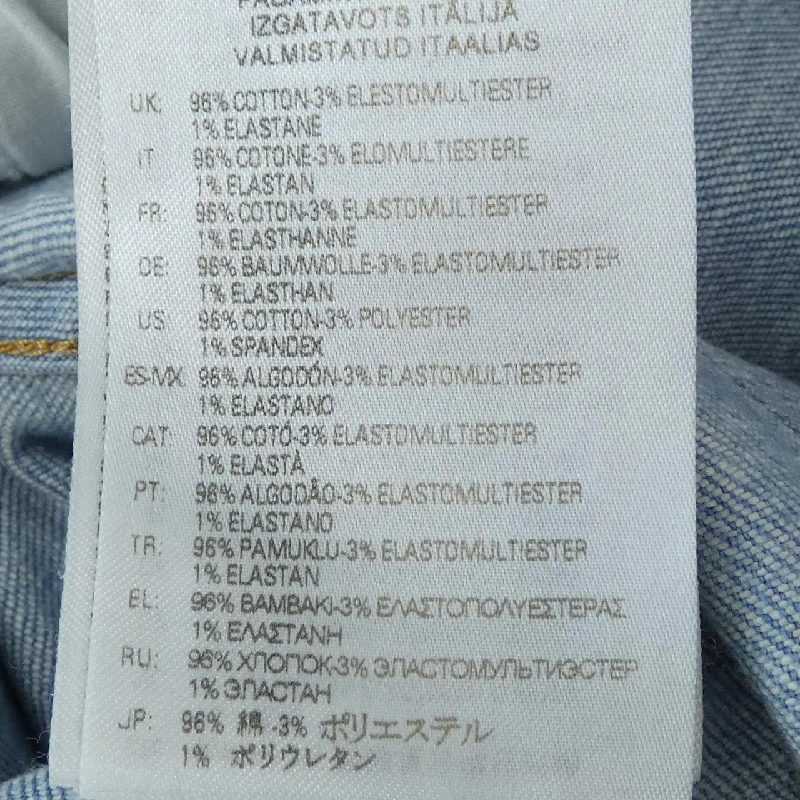 IZGATAVOTS ITĀLIJA
VALMISTATUD ITAALIAS
UK: 96% COTTON-3% ELESTOMULTIESTER
1% ELASTANE
IT: 96% COTONE-3% ELOMULTIESTERE
1% ELASTAN
FR: 96% COTON-3% ELASTOMULTIESTER
1% ELASTHANNE
DE: 96% BAUMWOLLE-3% ELASTOMULTIESTER
1% ELASTHAN
US: 96% COTTON-3% POLYESTER
1% SPANDEX
ES-MX: 96% ALGODÓN-3% ELASTOMULTIESTER
1% ELASTANO
CAT: 96% COTÓ-3% ELASTOMULTIESTER
1% ELASTÀ
PT: 96% ALGODÃO-3% ELASTOMULTIESTER
1% ELASTANO
TR: 96% PAMUKLU-3% ELASTOMULTIESTER
1% ELASTAN
EL: 96% ΒΑΜΒΑΚΙ-3% ΕΛΑΣΤΟΠΟΛΥΕΣΤΕΡΑΣ
1% ΕΛΑΣΤΑΝΗ
RU: 96% ХЛОПОК-3% ЭЛАСТОМУЛЬТИЭСТЕР
1% ЭЛАСТАН
JP: 96% 綿 -3% ポリエステル
1% ポリウレタン